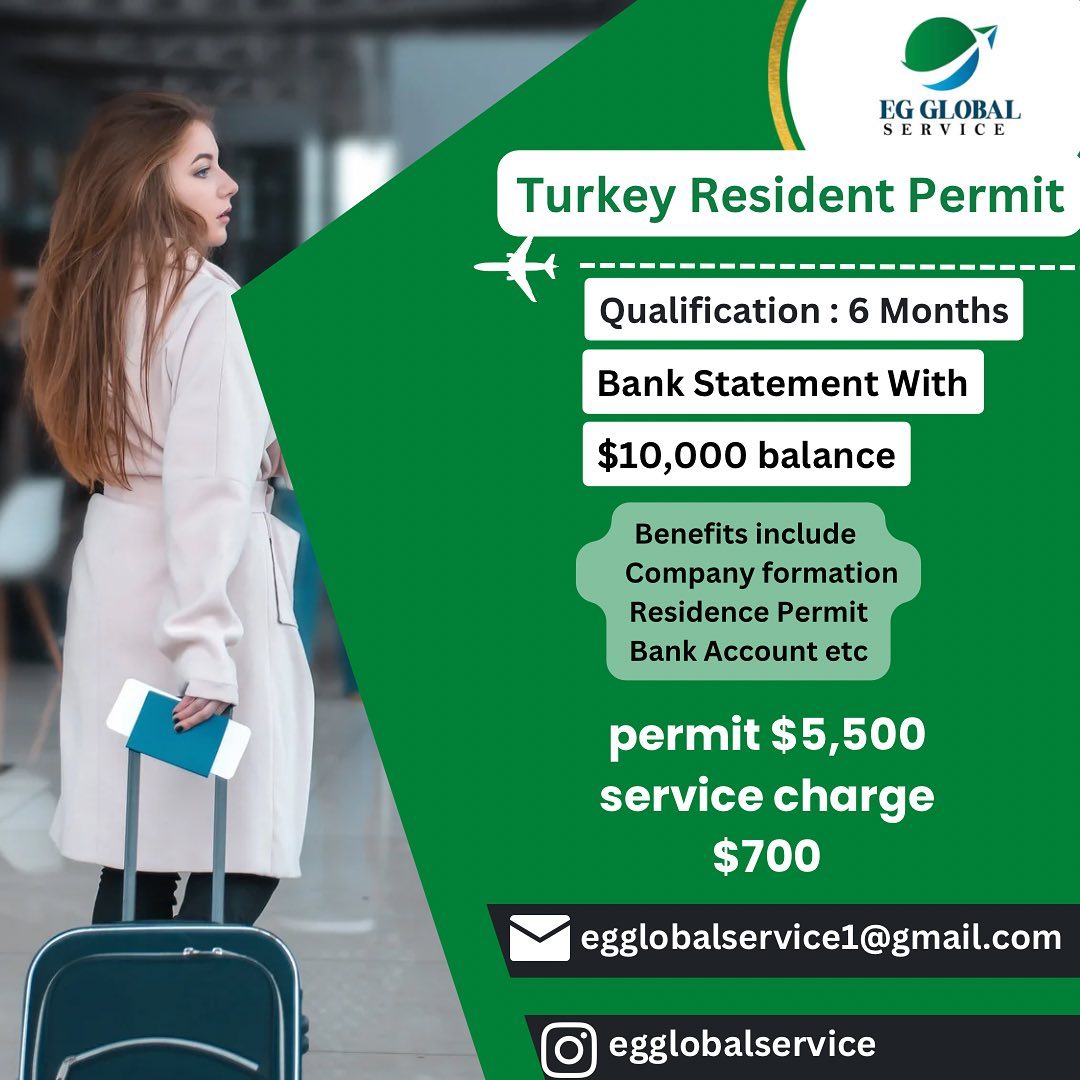 EG GLOBAL
SERVICE
Turkey Resident Permit
Qualification : 6 Months
Bank Statement With
$10,000 balance
Benefits include
Company formation
Residence Permit
Bank Account etc
permit $5,500
service charge
$700
egglobalservice1@gmail.com
egglobalservice